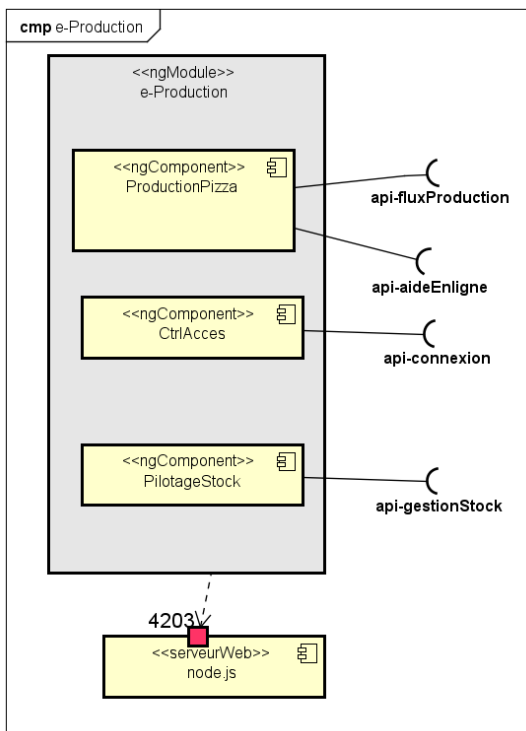 cmp e-Production
<<ngModule>>
e-Production
<<ngComponent>>
ProductionPizza
api-fluxProduction
api-aideEnligne
<<ngComponent>>
CtrlAcces
api-connexion
<<ngComponent>>
PilotageStock
api-gestionStock
4203
<<serveurWeb>>
node.js